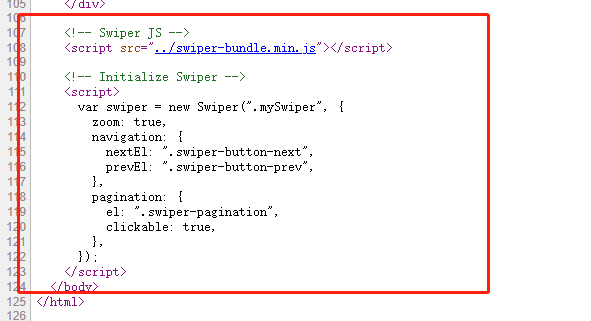 105 </div>
106
107 <!-- Swiper JS -->
108 <script src="../swiper-bundle.min.js"></script>
109
110 <!-- Initialize Swiper -->
111 <script>
112 var swiper = new Swiper(".mySwiper", {
113 zoom: true,
114 navigation: {
115 nextEl: ".swiper-button-next",
116 prevEl: ".swiper-button-prev",
117 },
118 pagination: {
119 el: ".swiper-pagination",
120 clickable: true,
121 },
122 });
123 </script>
124 </body>
125 </html>
126